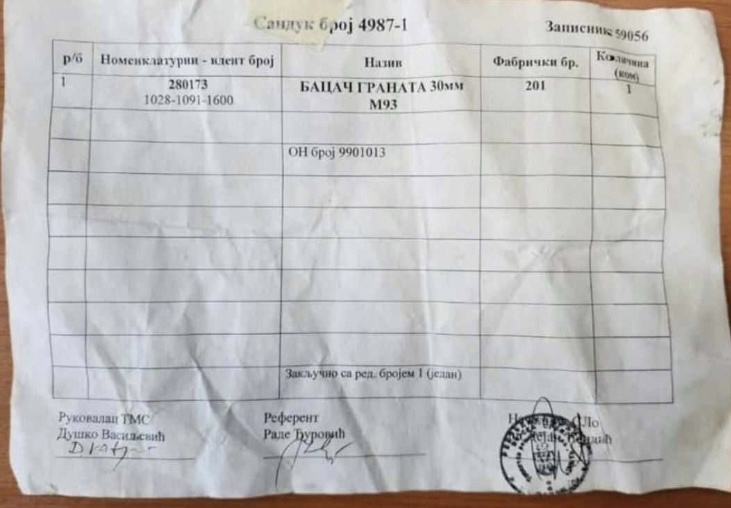 Сандук број 4987-1
Записник 59056
р/б Номенклатурни - идент број Назив Фабрички бр. Количина (ком)
1 280173 БАЦАЧ ГРАНАТА 30мм 201 1
1028-1091-1600 М93
ОН број 9901013
Закључно са ред. бројем 1 (један)
Руковалац ТМС Референт
Душко Васиљевић Раде Ђуровић